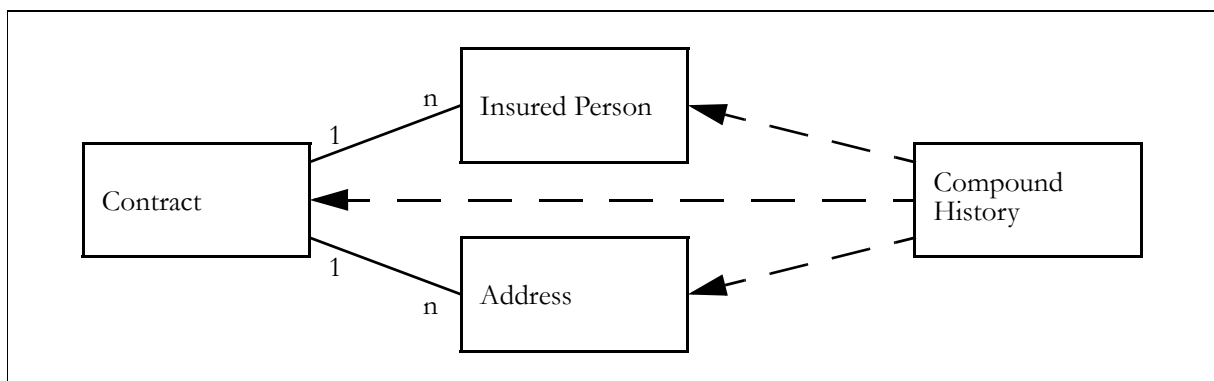 n
Insured Person
1
Contract
Compound
History
1
Address
n